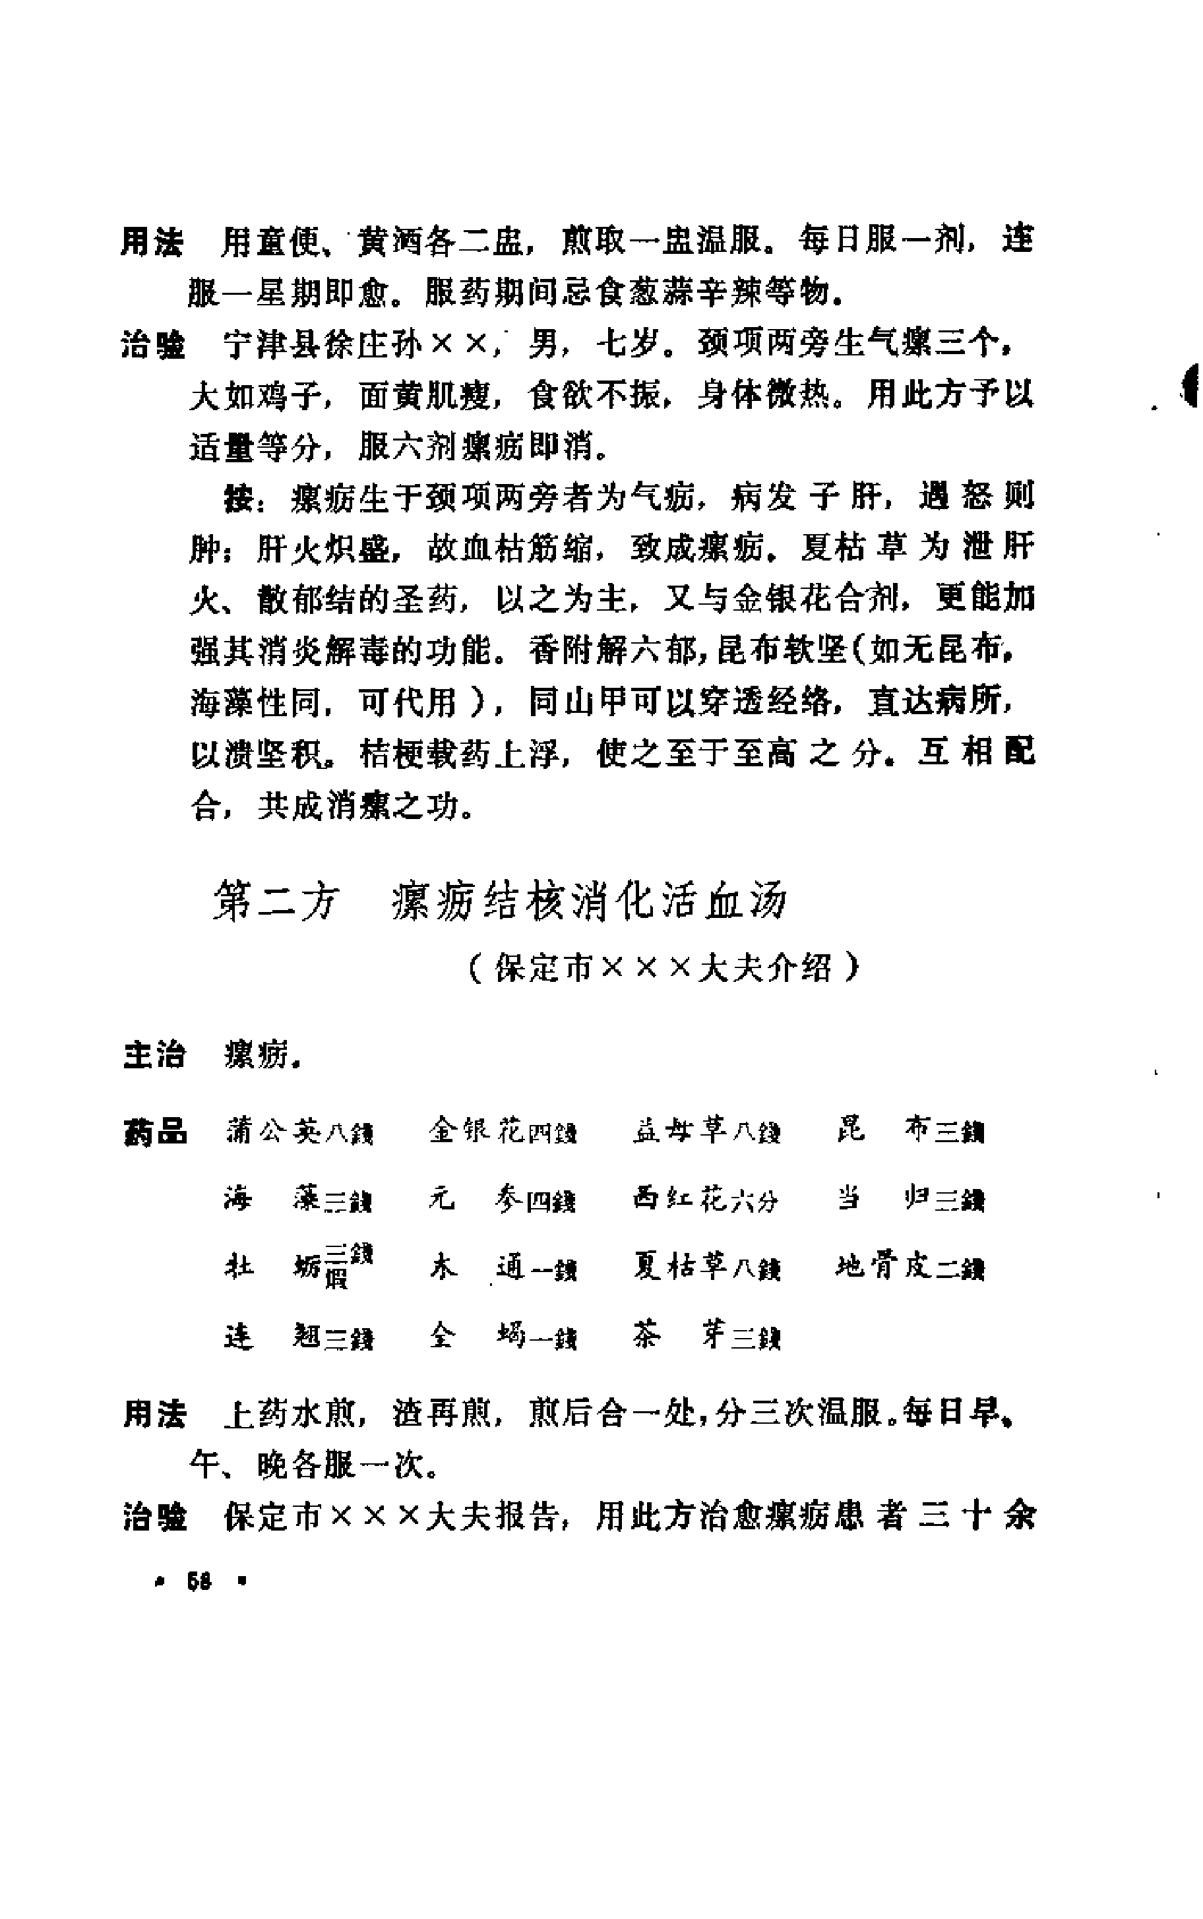 用法　用童便、黄酒各二盅，煎取一盅温服。每日服一剂，连
服一星期即愈。服药期间忌食葱蒜辛辣等物。
治验　宁津县徐庄孙××，男，七岁。颈项两旁生气瘰三个，
大如鸡子，面黄肌瘦，食欲不振，身体微热。用此方予以
适量等分，服六剂瘰疬即消。
按：瘰疬生于颈项两旁者为气疬，病发于肝，遇怒则
肿；肝火炽盛，故血枯筋缩，致成瘰疬。夏枯草为泄肝
火、散郁结的圣药，以之为主，又与金银花合剂，更能加
强其消炎解毒的功能。香附解六郁，昆布软坚（如无昆布，
海藻性同，可代用），同山甲可以穿透经络，直达病所，
以溃坚积。桔梗载药上浮，使之至于至高之分。互相配
合，共成消瘰之功。
第二方　瘰疬结核消化活血汤
（保定市×××大夫介绍）
主治　瘰疬。
药品　蒲公英八錢　金银花四錢　益母草八錢　昆　布三錢
海　藻三錢　元　参四錢　西红花六分　当　归三錢
牡　蛎三錢煅　木　通一錢　夏枯草八錢　地骨皮二錢
连　翘三錢　全　蝎一錢　茶　芽三錢
用法　上药水煎，渣再煎，煎后合一处，分三次温服。每日早、
午、晚各服一次。
治验　保定市×××大夫报告，用此方治愈瘰疬患者三十余
• 58 •